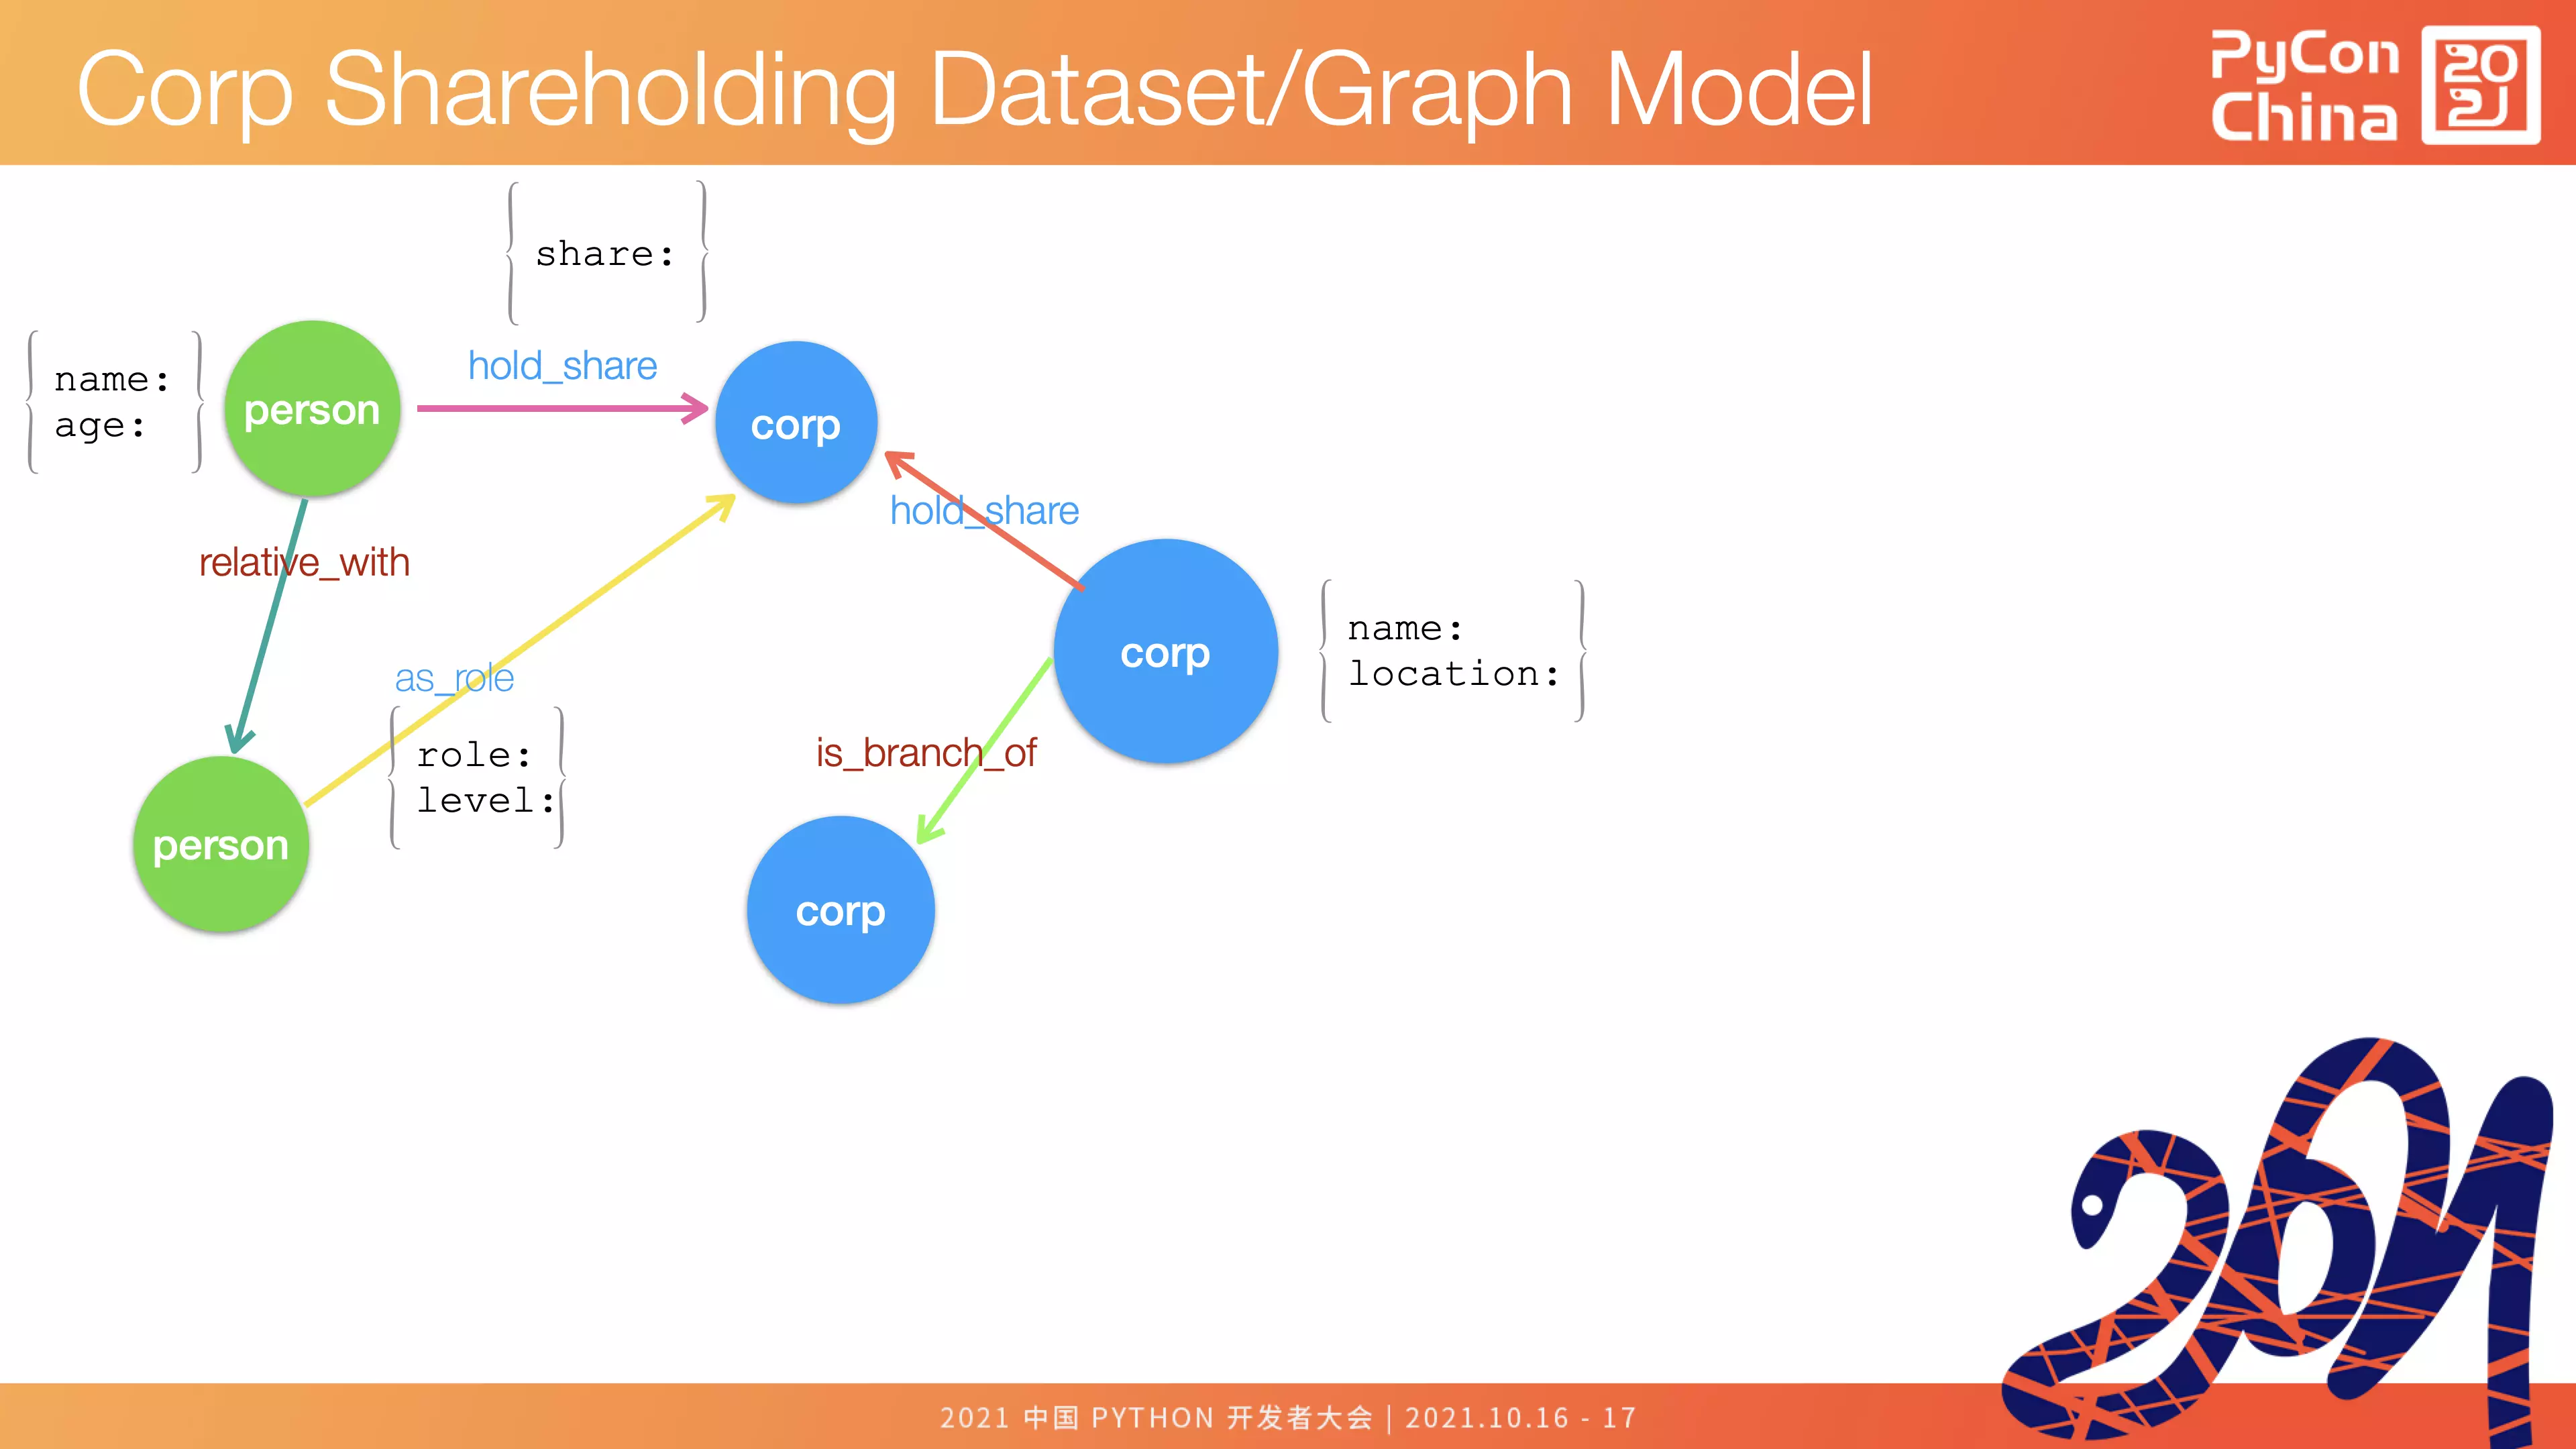 Corp Shareholding Dataset/Graph Model
PyCon
China
20
21
share:
name:
age:
person
hold_share
corp
hold_share
relative_with
corp
name:
location:
as_role
role:
level:
is_branch_of
person
corp
2021
2021 中国 PYTHON 开发者大会 | 2021.10.16 - 17